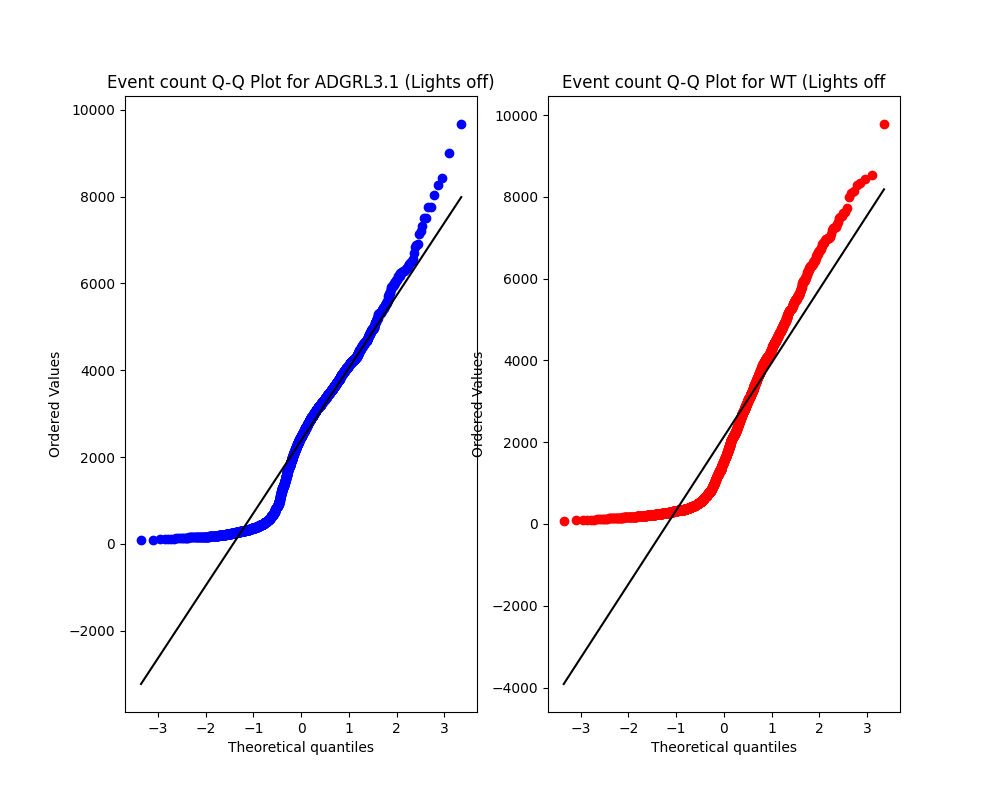 Event count Q-Q Plot for ADGRL3.1 (Lights off)
10000
8000
6000
4000
2000
0
−2000
Ordered Values
−3 −2 −1 0 1 2 3
Theoretical quantiles
Event count Q-Q Plot for WT (Lights off
10000
8000
6000
4000
2000
0
−2000
−4000
Ordered Values
−3 −2 −1 0 1 2 3
Theoretical quantiles